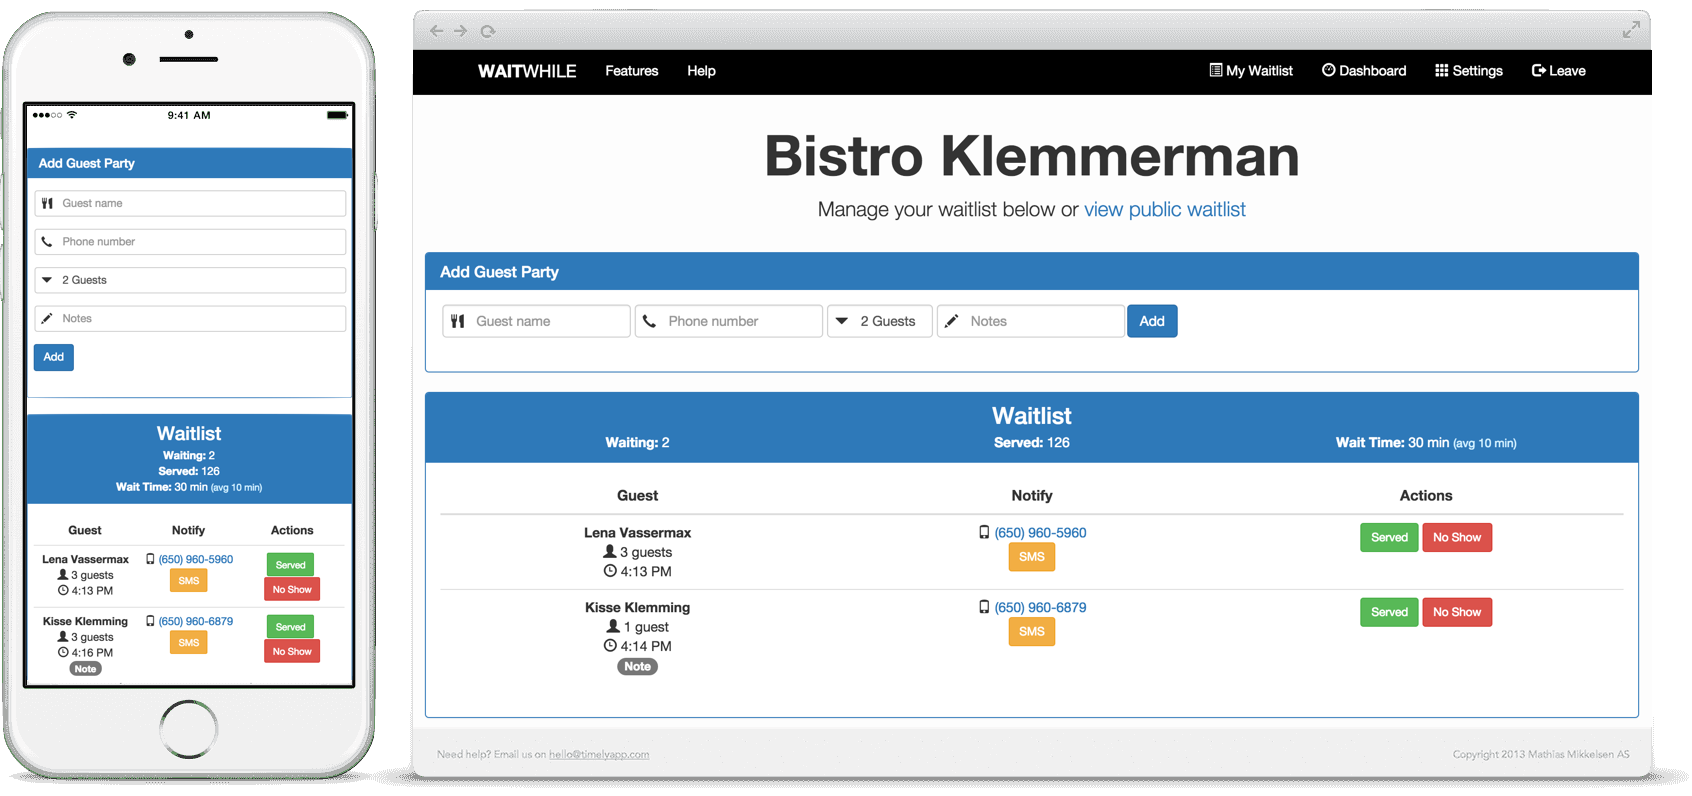 9:41 AM
Add Guest Party
Guest name
Phone number
2 Guests
Notes
Add
Waitlist
Waiting: 2
Served: 126
Wait Time: 30 min (avg 10 min)
Guest Notify Actions
Lena Vassermax (650) 960-5960 Served
3 guests SMS No Show
4:13 PM
Kisse Klemming (650) 960-6879 Served
3 guests SMS No Show
4:16 PM
Note
WAITWHILE Features Help My Waitlist Dashboard Settings Leave
Bistro Klemmerman
Manage your waitlist below or view public waitlist
Add Guest Party
Guest name Phone number 2 Guests Notes Add
Waitlist
Waiting: 2 Served: 126 Wait Time: 30 min (avg 10 min)
Guest Notify Actions
Lena Vassermax (650) 960-5960 Served No Show
3 guests SMS
4:13 PM
Kisse Klemming (650) 960-6879 Served No Show
1 guest SMS
4:14 PM
Note
Need help? Email us on hello@timelyapp.com Copyright 2013 Mathias Mikkelsen AS